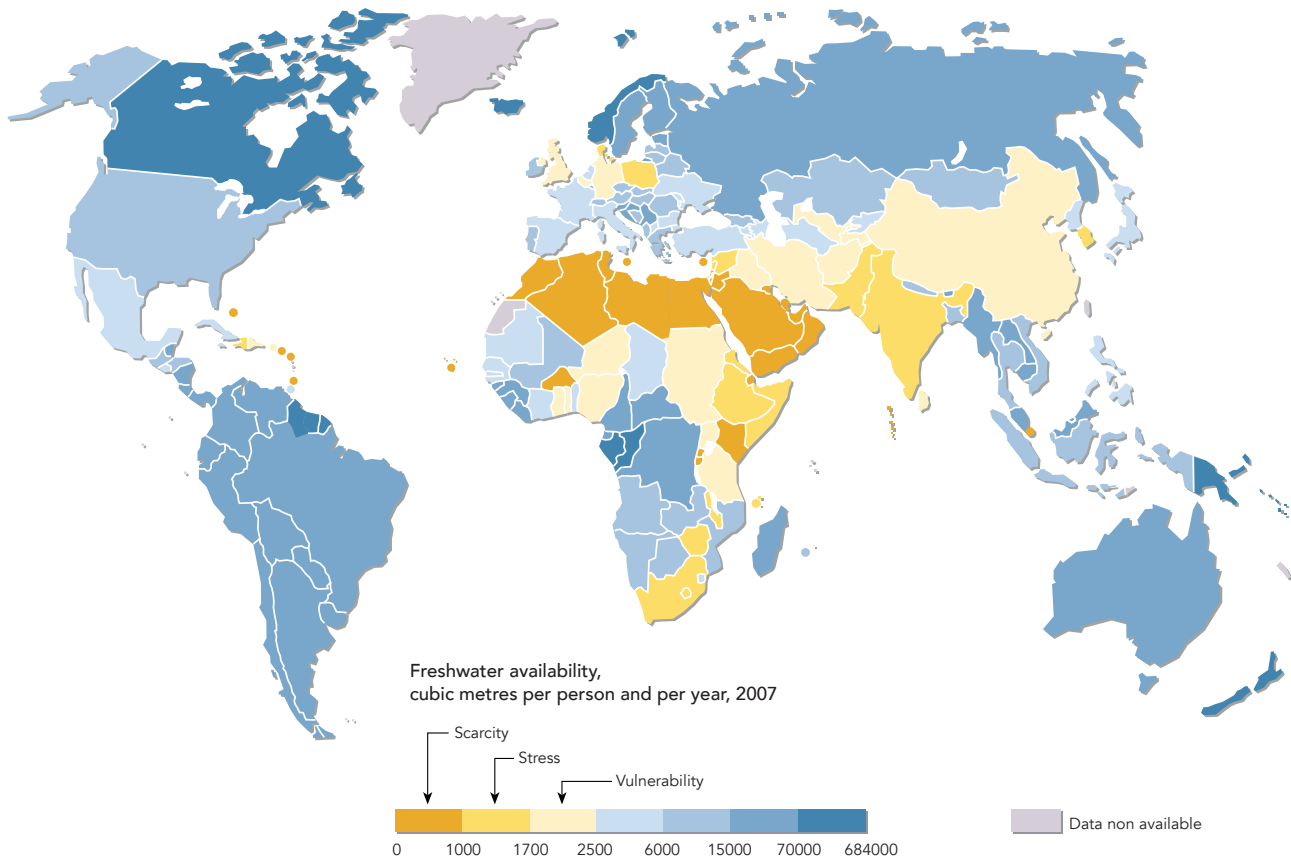 Freshwater availability,
cubic metres per person and per year, 2007
Scarcity
Stress
Vulnerability
0 1000 1700 2500 6000 15000 70000 684000
Data non available